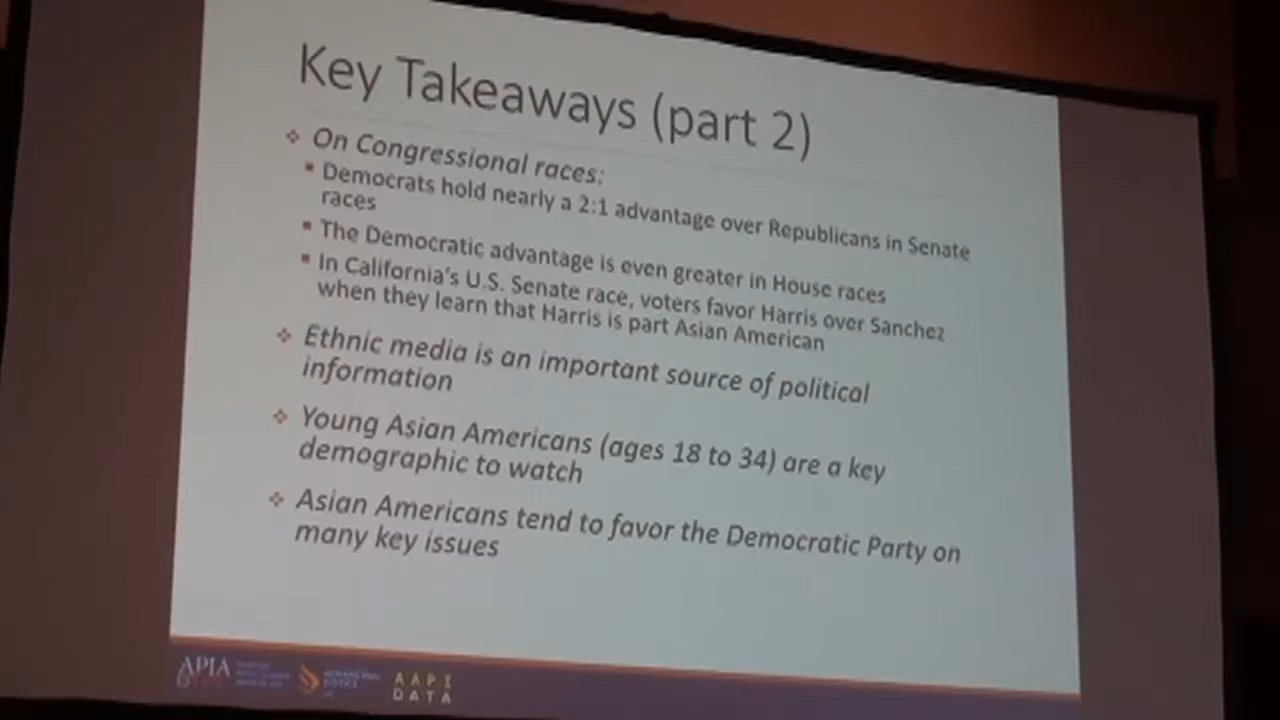 Key Takeaways (part 2)
On Congressional races:
Democrats hold nearly a 2:1 advantage over Republicans in Senate
races
The Democratic advantage is even greater in House races
In California's U.S. Senate race, voters favor Harris over Sanchez
when they learn that Harris is part Asian American
Ethnic media is an important source of political
information
Young Asian Americans (ages 18 to 34) are a key
demographic to watch
Asian Americans tend to favor the Democratic Party on
many key issues
APIA
ADVANCING
JUSTICE
AAPI
DATA